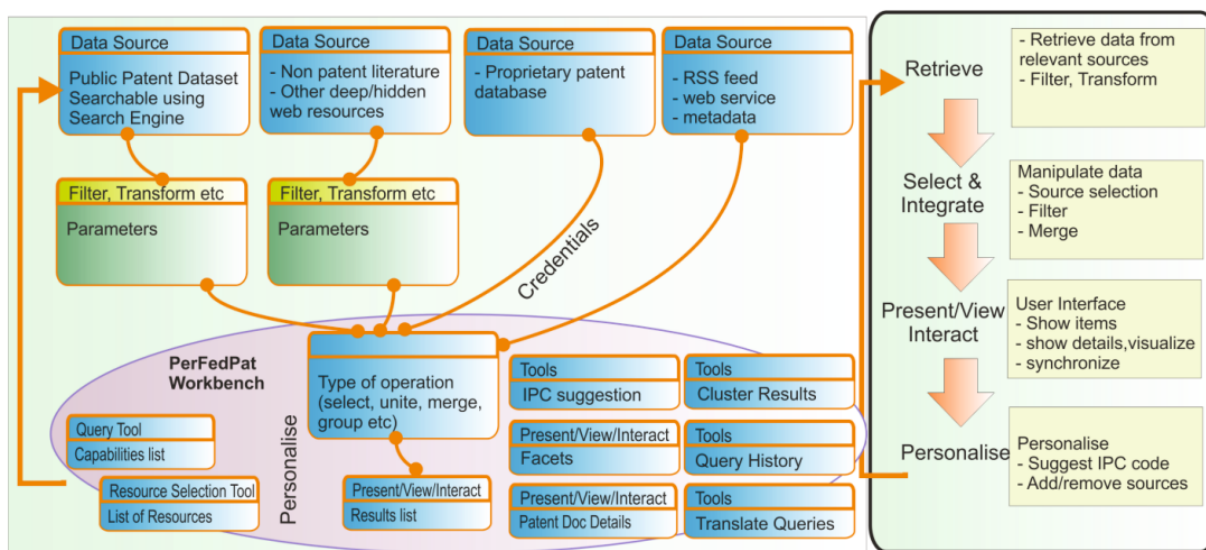 Data Source
Public Patent Dataset
Searchable using
Search Engine
Data Source
- Non patent literature
- Other deep/hidden
web resources
Data Source
- Proprietary patent
database
Data Source
- RSS feed
- web service
- metadata
Filter, Transform etc
Parameters
Filter, Transform etc
Parameters
Credentials
PerFedPat
Workbench
Personalise
Type of operation
(select, unite, merge,
group etc)
Query Tool
Capabilities list
Resource Selection Tool
List of Resources
Present/View/Interact
Results list
Tools
IPC suggestion
Tools
Cluster Results
Present/View/Interact
Facets
Tools
Query History
Present/View/Interact
Patent Doc Details
Tools
Translate Queries
Retrieve
- Retrieve data from
relevant sources
- Filter, Transform
Select &
Integrate
Manipulate data
- Source selection
- Filter
- Merge
Present/View
Interact
User Interface
- Show items
- show details,visualize
- synchronize
Personalise
Personalise
- Suggest IPC code
- Add/remove sources